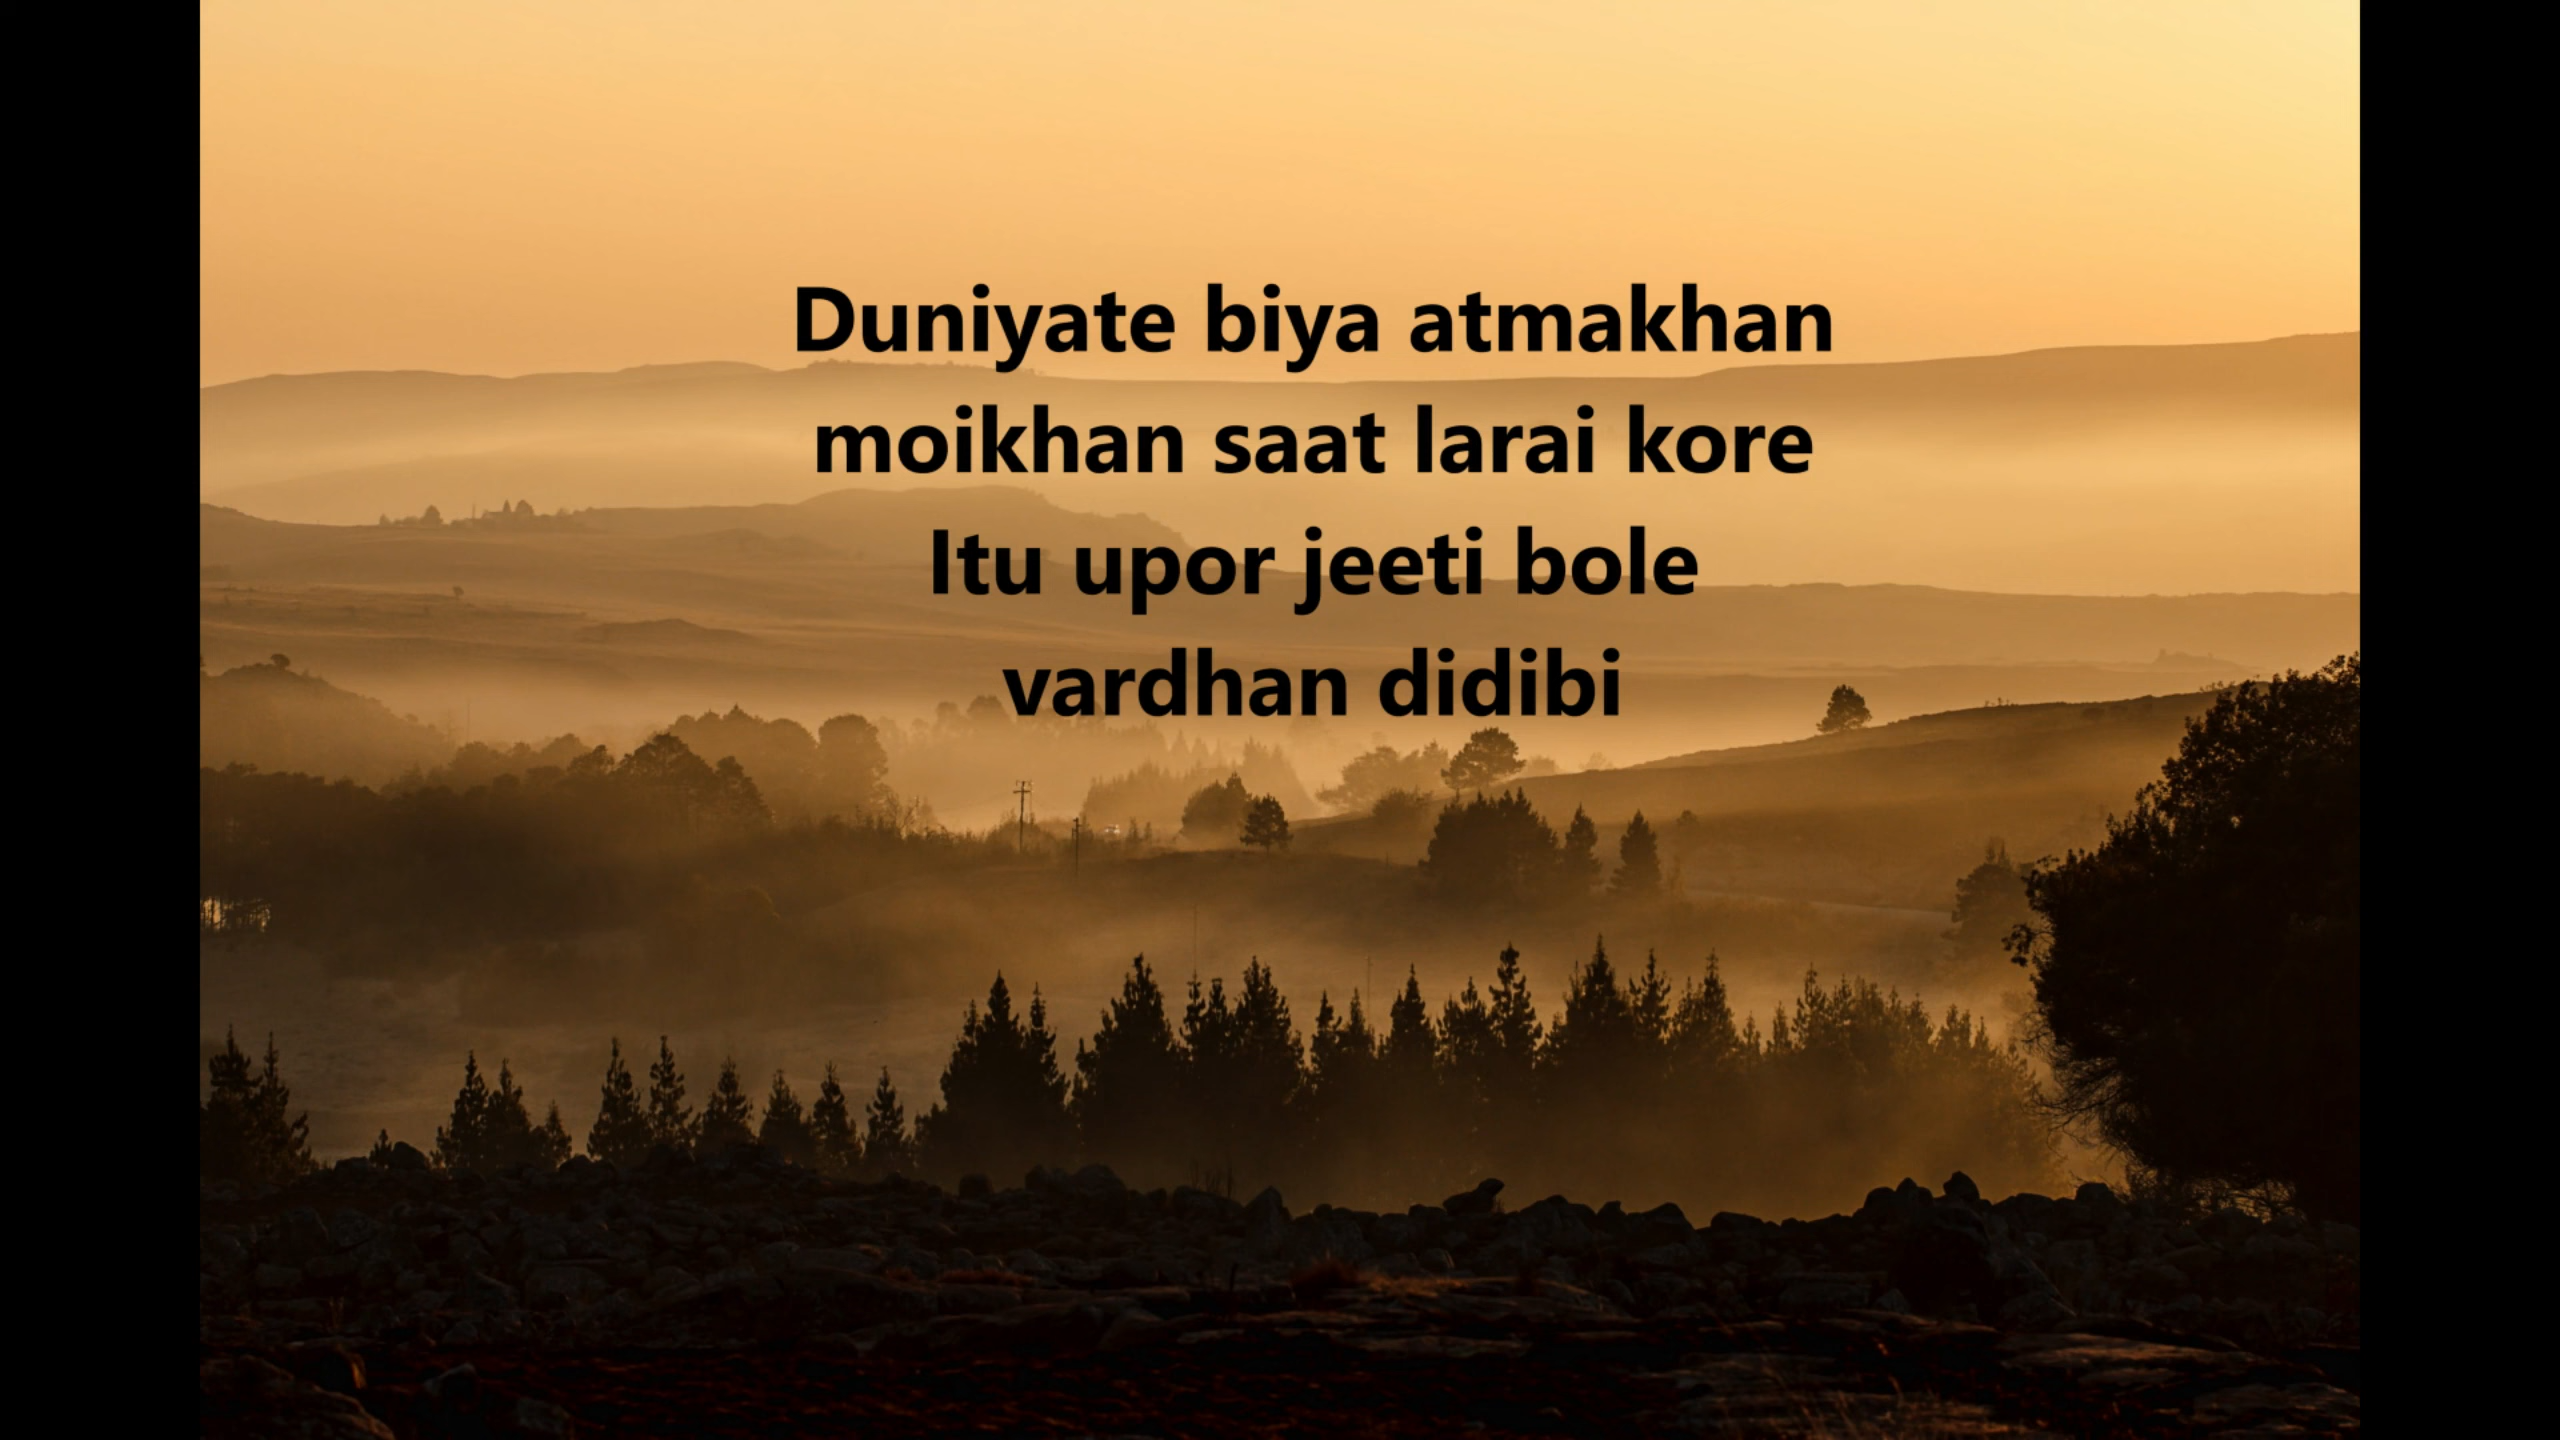 Duniyate biya atmakhan
moikhan saat larai kore
Itu upor jeeti bole
vardhan didibi